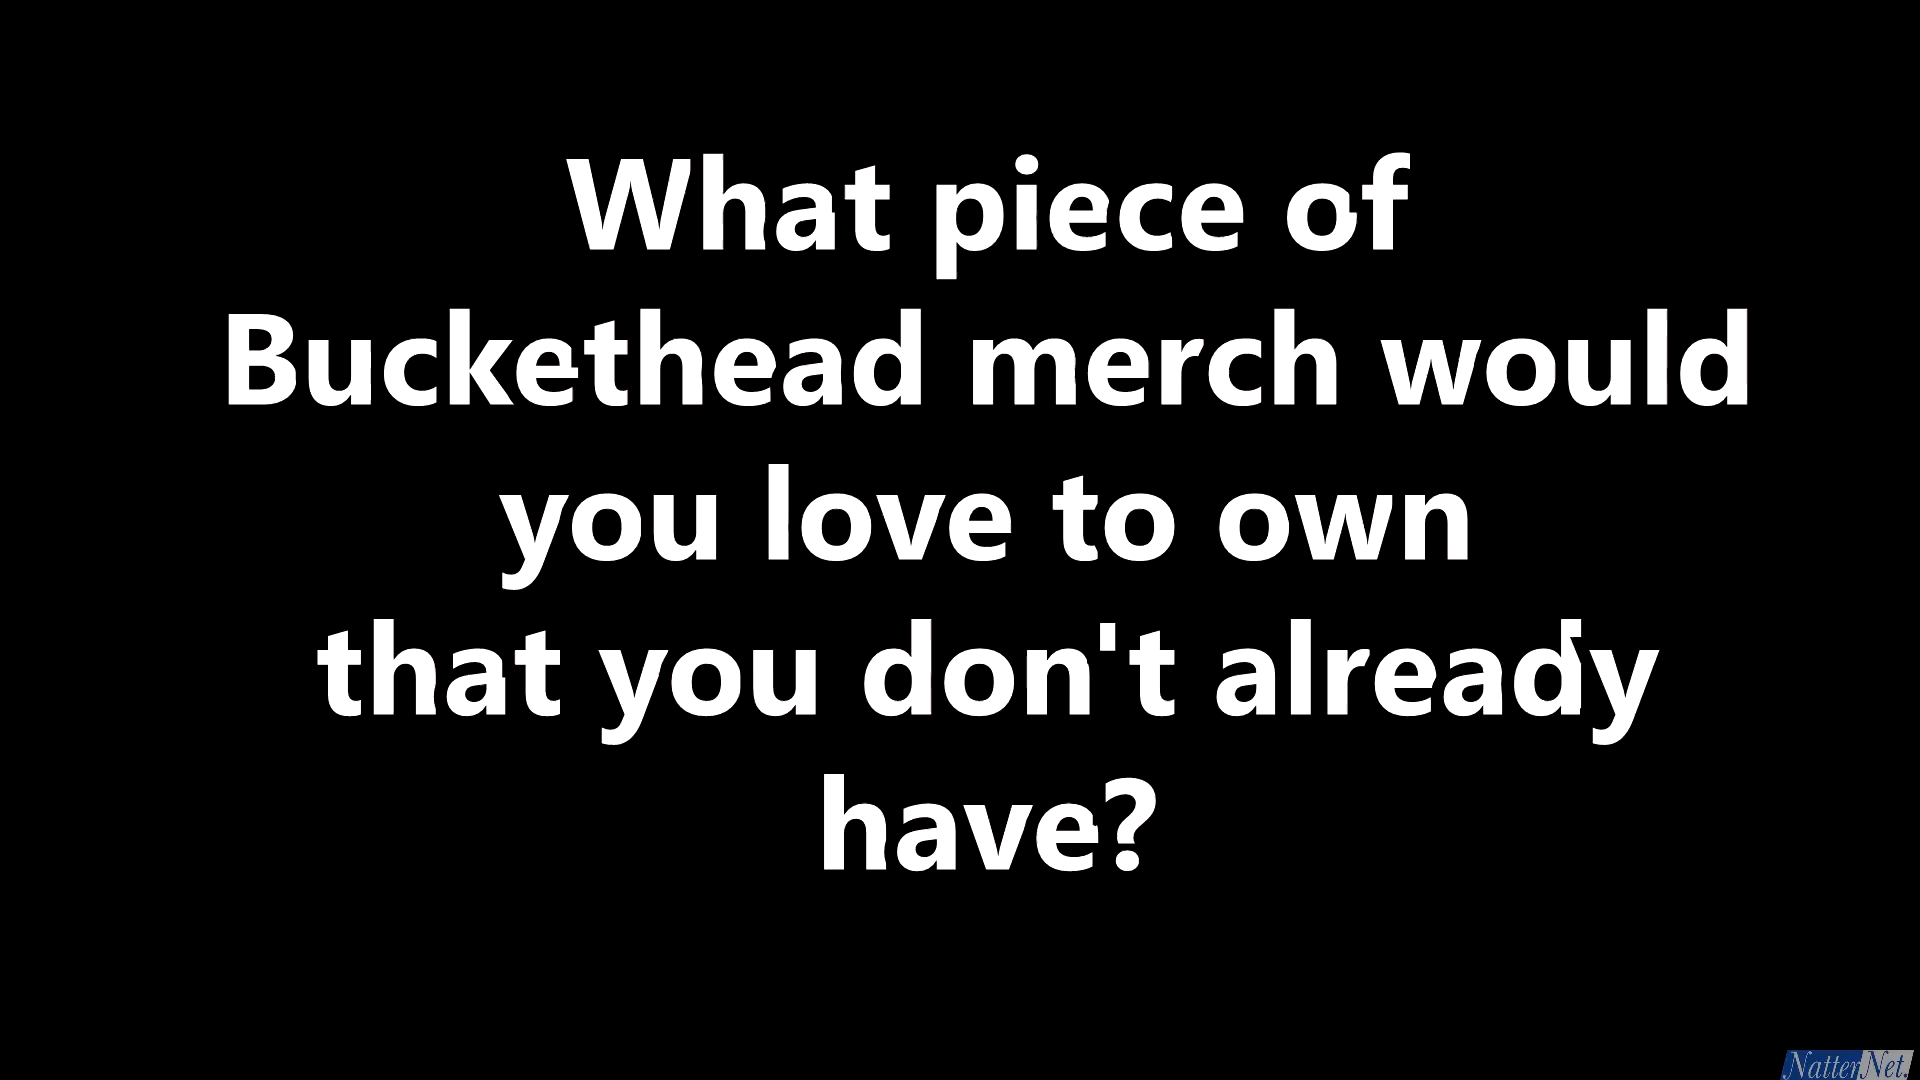 What piece of
Buckethead merch would
you love to own
that you don't already
have?
NatterNet.